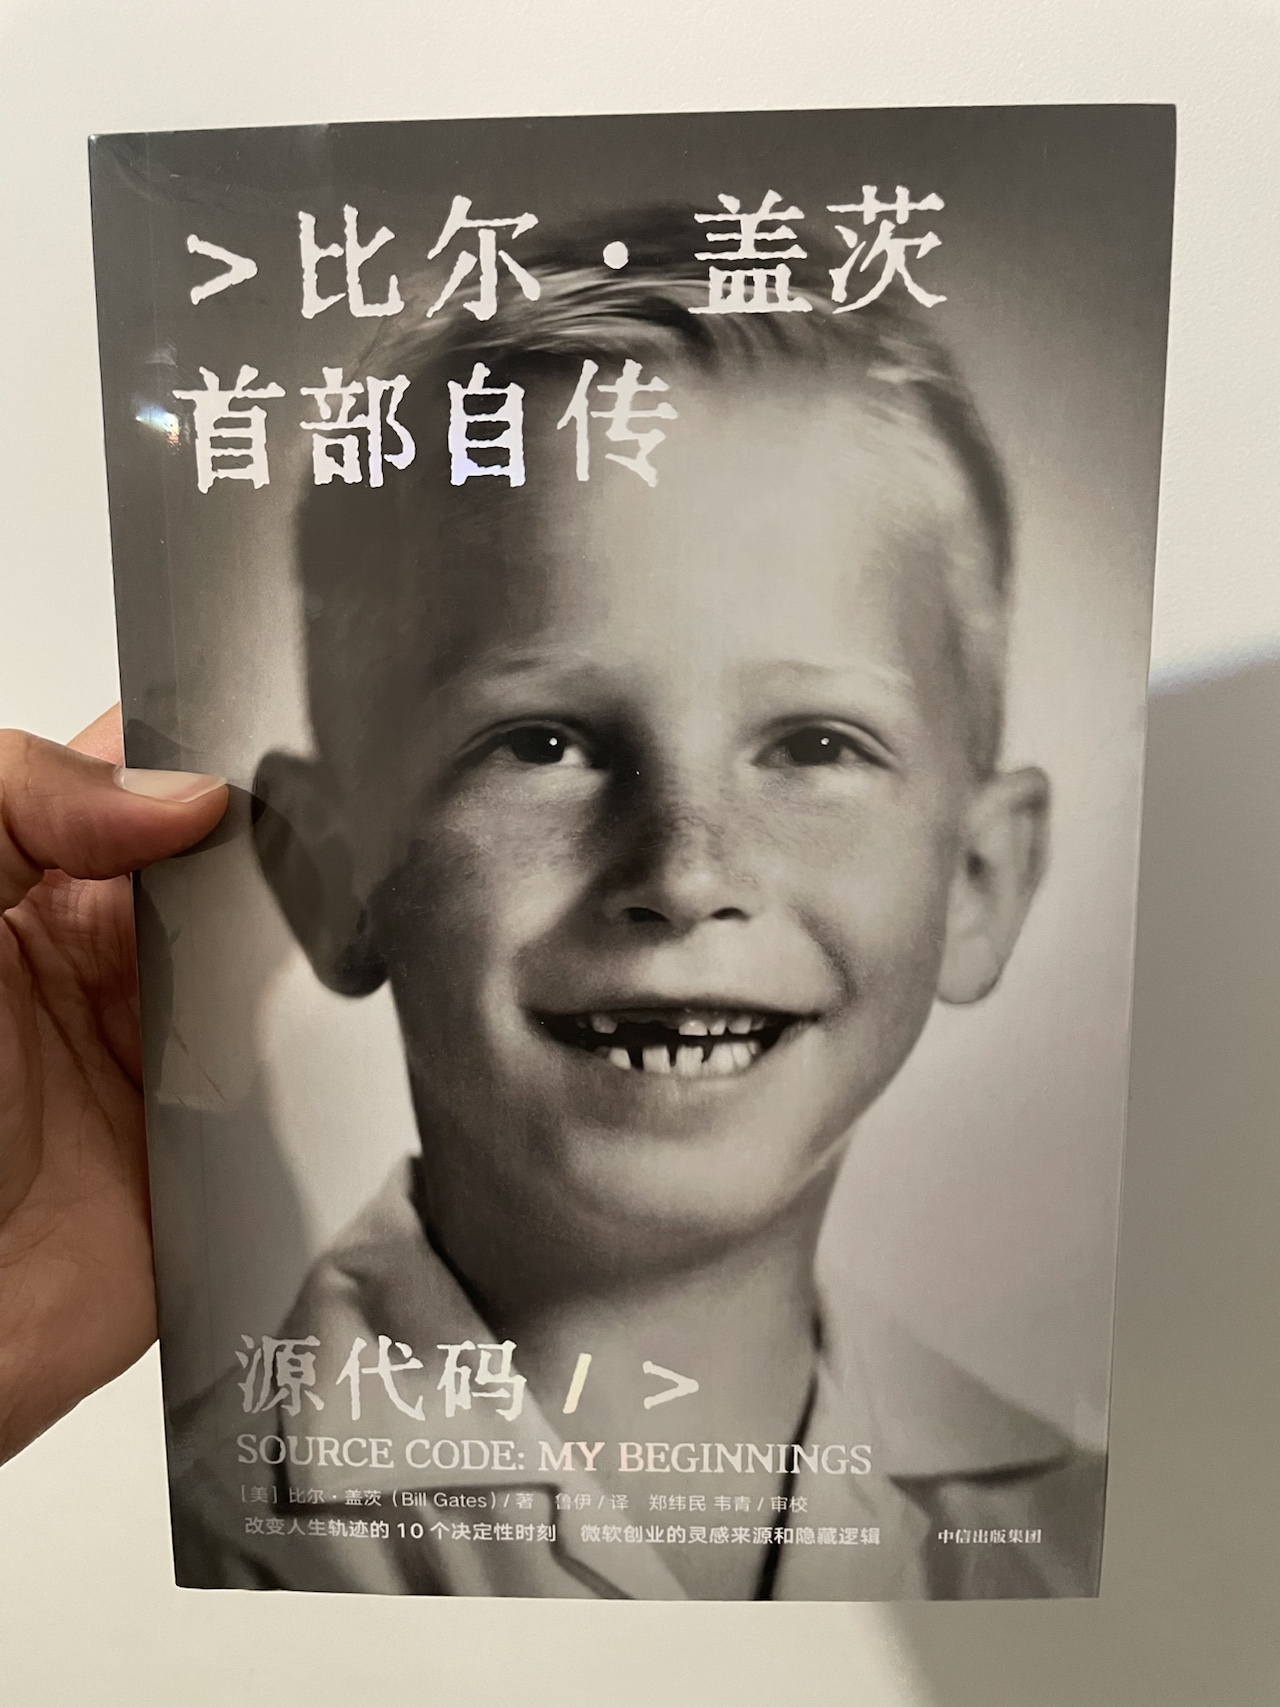 >比尔·盖茨
首部自传
源代码 / >
SOURCE CODE: MY BEGINNINGS
[美] 比尔·盖茨（Bill Gates）/ 著 鲁伊 / 译 郑纬民 韦青 / 审校
改变人生轨迹的 10 个决定性时刻 微软创业的灵感来源和隐藏逻辑 中信出版集团